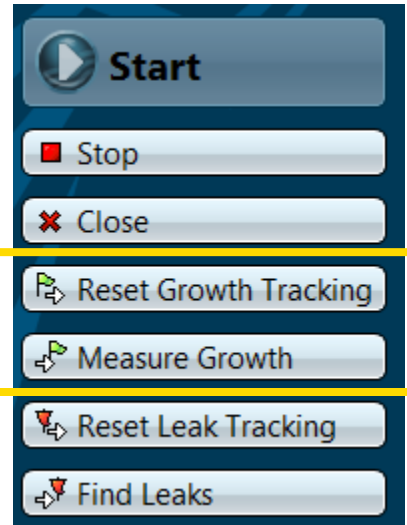 Start
Stop
Close
Reset Growth Tracking
Measure Growth
Reset Leak Tracking
Find Leaks